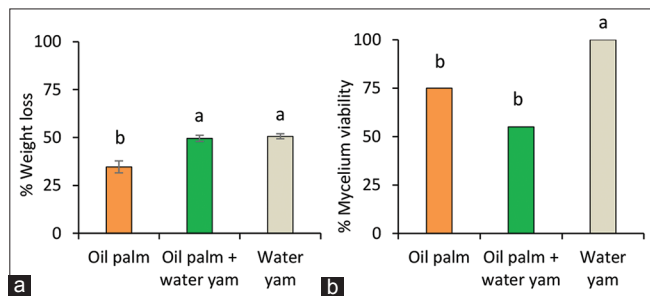 100
75
50
25
0
% Weight loss
b
a
a
Oil palm
Oil palm +
water yam
Water
yam
a
100
75
50
25
0
% Mycelium viability
b
b
a
Oil palm
Oil palm +
water yam
Water
yam
b